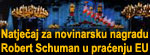 Natječaj za novinarsku nagradu
Robert Schuman u praćenju EU